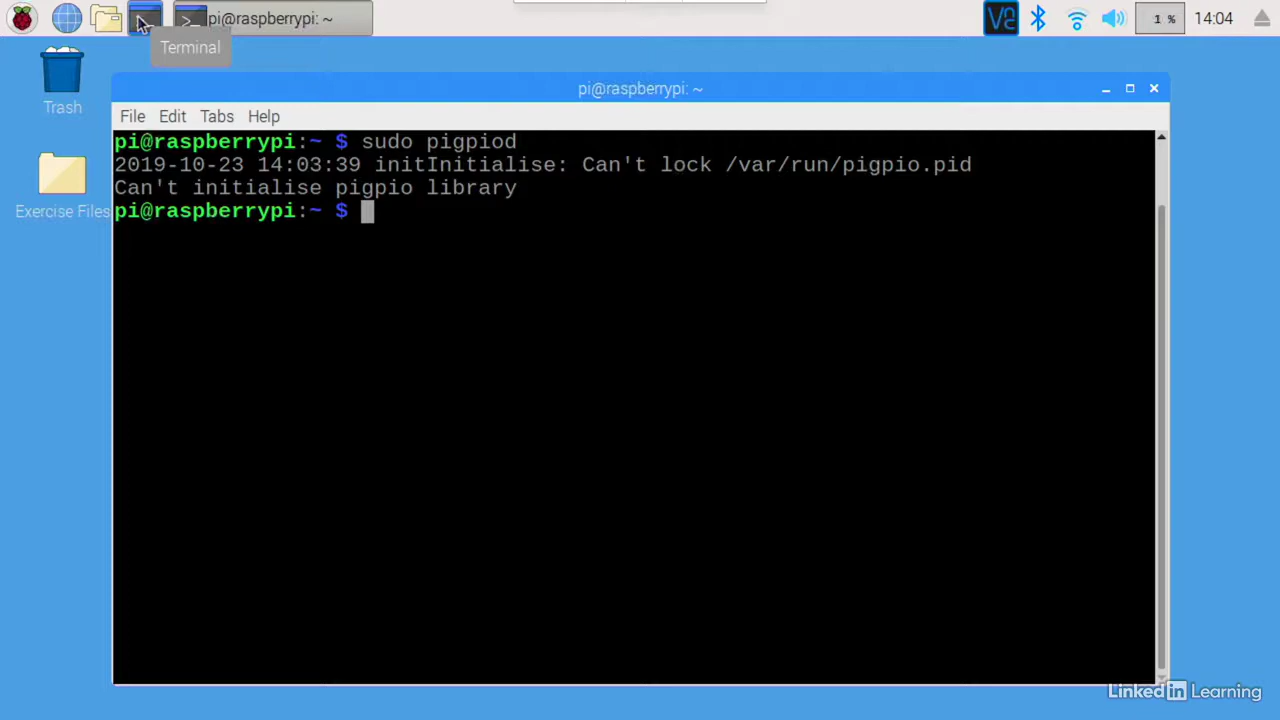 pi@raspberrypi: ~
1 %
14:04
Terminal
Trash
Exercise Files
pi@raspberrypi: ~
File Edit Tabs Help
pi@raspberrypi:~ $ sudo pigpiod
2019-10-23 14:03:39 initInitialise: Can't lock /var/run/pigpio.pid
Can't initialise pigpio library
pi@raspberrypi:~ $
LinkedIn Learning